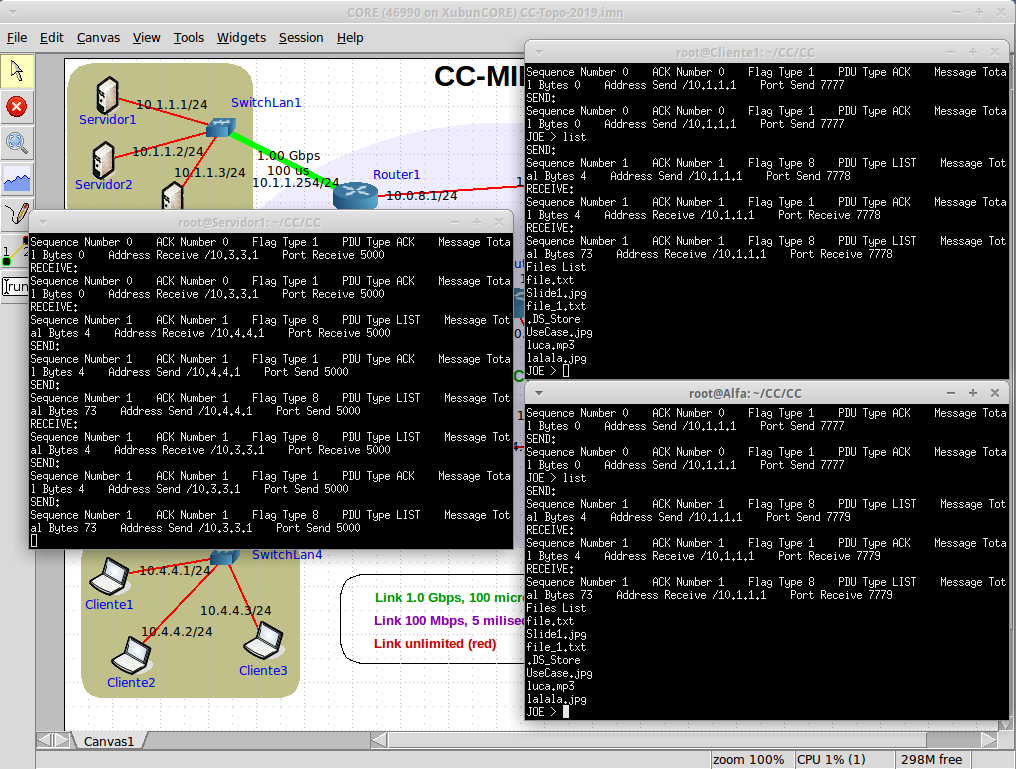 CORE (46990 on XubunCORE) CC-Topo-2019.imn
File Edit Canvas View Tools Widgets Session Help
CC-MI
10.1.1.1/24
SwitchLan1
Servidor1
10.1.1.2/24
1.00 Gbps
100 us
Servidor2
10.1.1.3/24
10.1.1.254/24
Router1
10.0.8.1/24
run
root@Servidor1: ~/CC/CC
Sequence Number 0 ACK Number 0 Flag Type 1 PDU Type ACK Message Tota
l Bytes 0 Address Receive /10.3.3.1 Port Receive 5000
RECEIVE:
Sequence Number 0 ACK Number 0 Flag Type 1 PDU Type ACK Message Tota
l Bytes 0 Address Receive /10.3.3.1 Port Receive 5000
RECEIVE:
Sequence Number 1 ACK Number 1 Flag Type 8 PDU Type LIST Message Tot
al Bytes 4 Address Receive /10.4.4.1 Port Receive 5000
SEND:
Sequence Number 1 ACK Number 1 Flag Type 1 PDU Type ACK Message Tota
l Bytes 4 Address Send /10.4.4.1 Port Send 5000
SEND:
Sequence Number 1 ACK Number 1 Flag Type 8 PDU Type LIST Message Tot
al Bytes 73 Address Send /10.4.4.1 Port Send 5000
RECEIVE:
Sequence Number 1 ACK Number 1 Flag Type 8 PDU Type LIST Message Tot
al Bytes 4 Address Receive /10.3.3.1 Port Receive 5000
SEND:
Sequence Number 1 ACK Number 1 Flag Type 1 PDU Type ACK Message Tota
l Bytes 4 Address Send /10.3.3.1 Port Send 5000
SEND:
Sequence Number 1 ACK Number 1 Flag Type 8 PDU Type LIST Message Tot
al Bytes 73 Address Send /10.3.3.1 Port Send 5000
root@Cliente1: ~/CC/CC
Sequence Number 0 ACK Number 0 Flag Type 1 PDU Type ACK Message Tota
l Bytes 0 Address Send /10.1.1.1 Port Send 7777
SEND:
Sequence Number 0 ACK Number 0 Flag Type 1 PDU Type ACK Message Tota
l Bytes 0 Address Send /10.1.1.1 Port Send 7777
JOE > list
SEND:
Sequence Number 1 ACK Number 1 Flag Type 8 PDU Type LIST Message Tot
al Bytes 4 Address Send /10.1.1.1 Port Send 7778
RECEIVE:
Sequence Number 1 ACK Number 1 Flag Type 1 PDU Type ACK Message Tota
l Bytes 4 Address Receive /10.1.1.1 Port Receive 7778
RECEIVE:
Sequence Number 1 ACK Number 1 Flag Type 8 PDU Type LIST Message Tot
al Bytes 73 Address Receive /10.1.1.1 Port Receive 7778
Files List
file.txt
Slide1.jpg
file_1.txt
.DS_Store
UseCase.jpg
luca.mp3
lalala.jpg
JOE >
root@Alfa: ~/CC/CC
Sequence Number 0 ACK Number 0 Flag Type 1 PDU Type ACK Message Tota
l Bytes 0 Address Send /10.1.1.1 Port Send 7777
SEND:
Sequence Number 0 ACK Number 0 Flag Type 1 PDU Type ACK Message Tota
l Bytes 0 Address Send /10.1.1.1 Port Send 7777
JOE > list
SEND:
Sequence Number 1 ACK Number 1 Flag Type 8 PDU Type LIST Message Tot
al Bytes 4 Address Send /10.1.1.1 Port Send 7779
RECEIVE:
Sequence Number 1 ACK Number 1 Flag Type 1 PDU Type ACK Message Tota
l Bytes 4 Address Receive /10.1.1.1 Port Receive 7779
RECEIVE:
Sequence Number 1 ACK Number 1 Flag Type 8 PDU Type LIST Message Tot
al Bytes 73 Address Receive /10.1.1.1 Port Receive 7779
Files List
file.txt
Slide1.jpg
file_1.txt
.DS_Store
UseCase.jpg
luca.mp3
lalala.jpg
JOE >
SwitchLan4
10.4.4.1/24
Cliente1
10.4.4.3/24
10.4.4.2/24
Cliente3
Cliente2
Link 1.0 Gbps, 100 micro
Link 100 Mbps, 5 milise
Link unlimited (red)
Canvas1
zoom 100% CPU 1% (1) 298M free